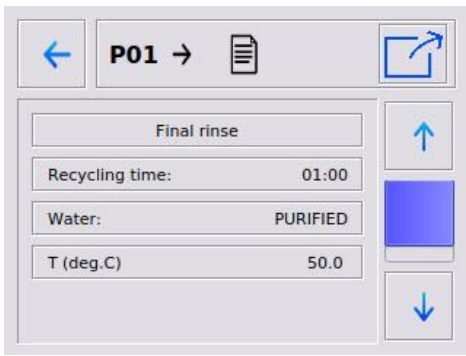 P01 →
Final rinse
Recycling time: 01:00
Water: PURIFIED
T (deg.C) 50.0